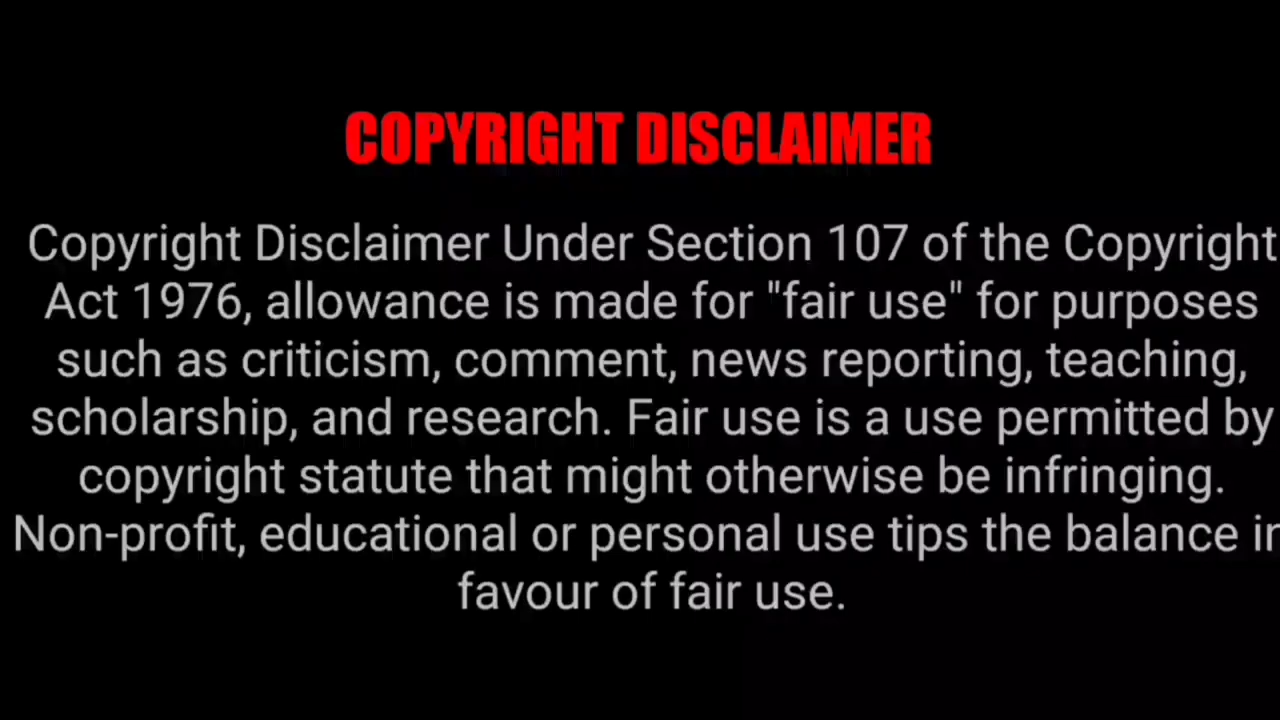 COPYRIGHT DISCLAIMER
Copyright Disclaimer Under Section 107 of the Copyright
Act 1976, allowance is made for "fair use" for purposes
such as criticism, comment, news reporting, teaching,
scholarship, and research. Fair use is a use permitted by
copyright statute that might otherwise be infringing.
Non-profit, educational or personal use tips the balance in
favour of fair use.